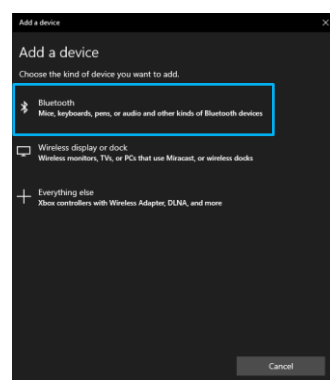 Add a device
Add a device
Choose the kind of device you want to add.
Bluetooth
Mice, keyboards, pens, or audio and other kinds of Bluetooth devices
Wireless display or dock
Wireless monitors, TVs, or PCs that use Miracast, or wireless docks
Everything else
Xbox controllers with Wireless Adapter, DLNA, and more
Cancel